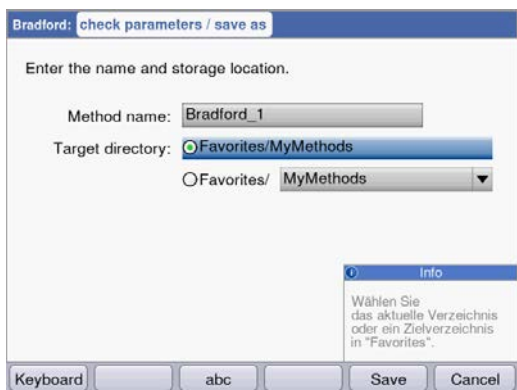 Bradford: check parameters / save as
Enter the name and storage location.
Method name: Bradford_1
Target directory: Favorites/MyMethods
Favorites/ MyMethods
Info
Wählen Sie
das aktuelle Verzeichnis
oder ein Zielverzeichnis
in "Favorites".
Keyboard abc Save Cancel